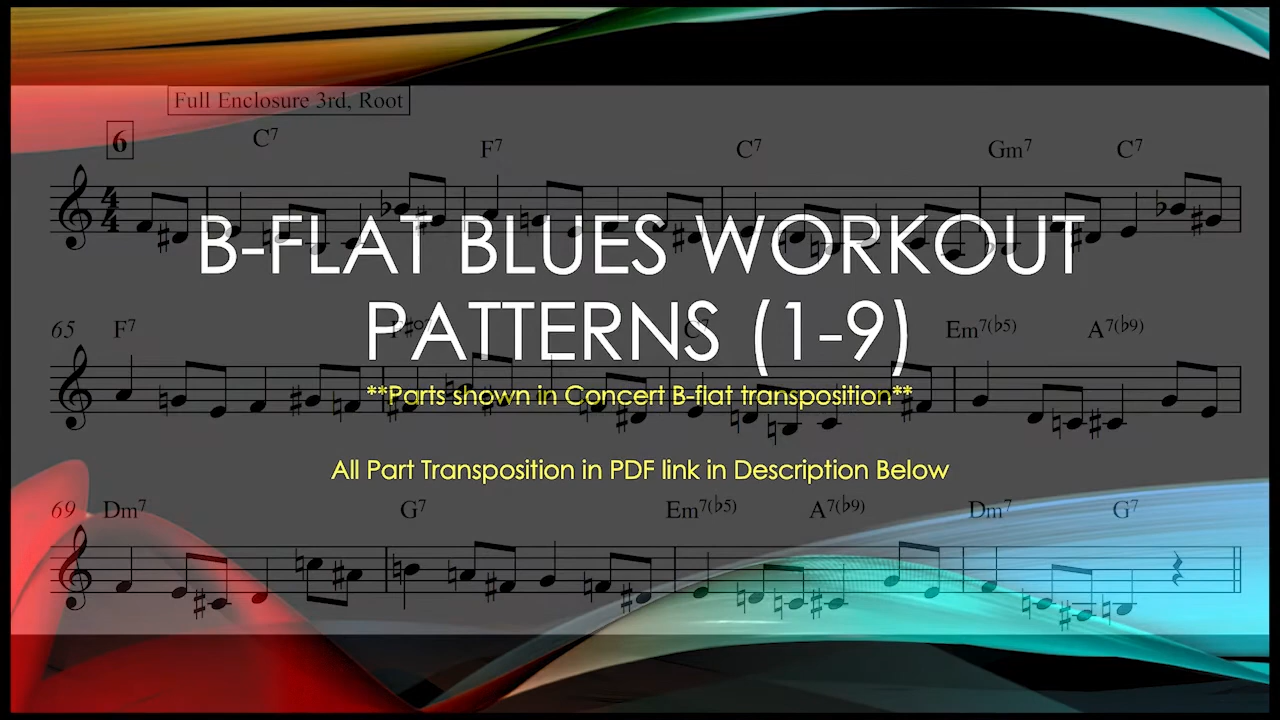 Full Enclosure 3rd, Root
6 C7 F7 C7 Gm7 C7
B-FLAT BLUES WORKOUT
PATTERNS (1-9)
65 F7 Em7(♭5) A7(♭9)
**Parts shown in Concert B-flat transposition**
All Part Transposition in PDF link in Description Below
69 Dm7 G7 Em7(♭5) A7(♭9) Dm7 G7